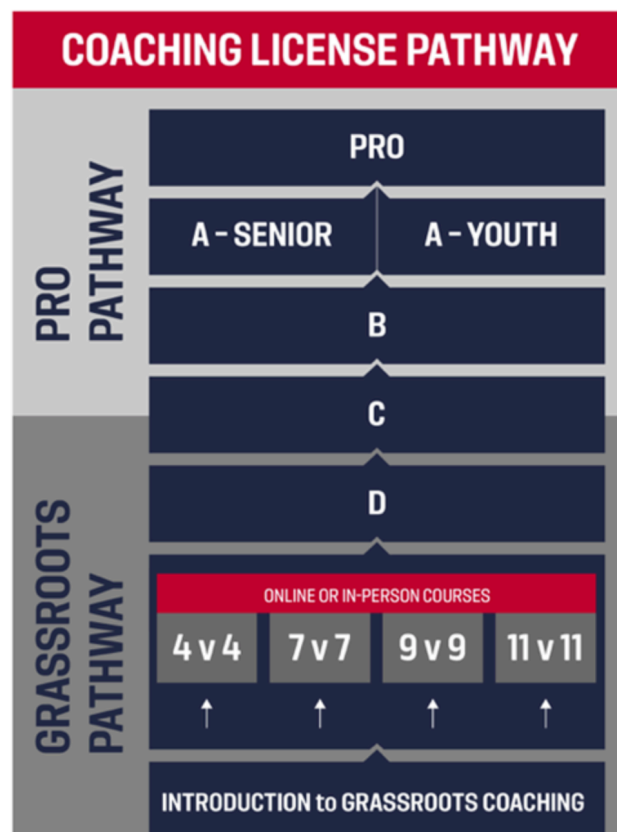 COACHING LICENSE PATHWAY
PRO
PATHWAY
PRO
A – SENIOR
A – YOUTH
B
C
D
GRASSROOTS
PATHWAY
ONLINE OR IN-PERSON COURSES
4 v 4
7 v 7
9 v 9
11 v 11
INTRODUCTION to GRASSROOTS COACHING